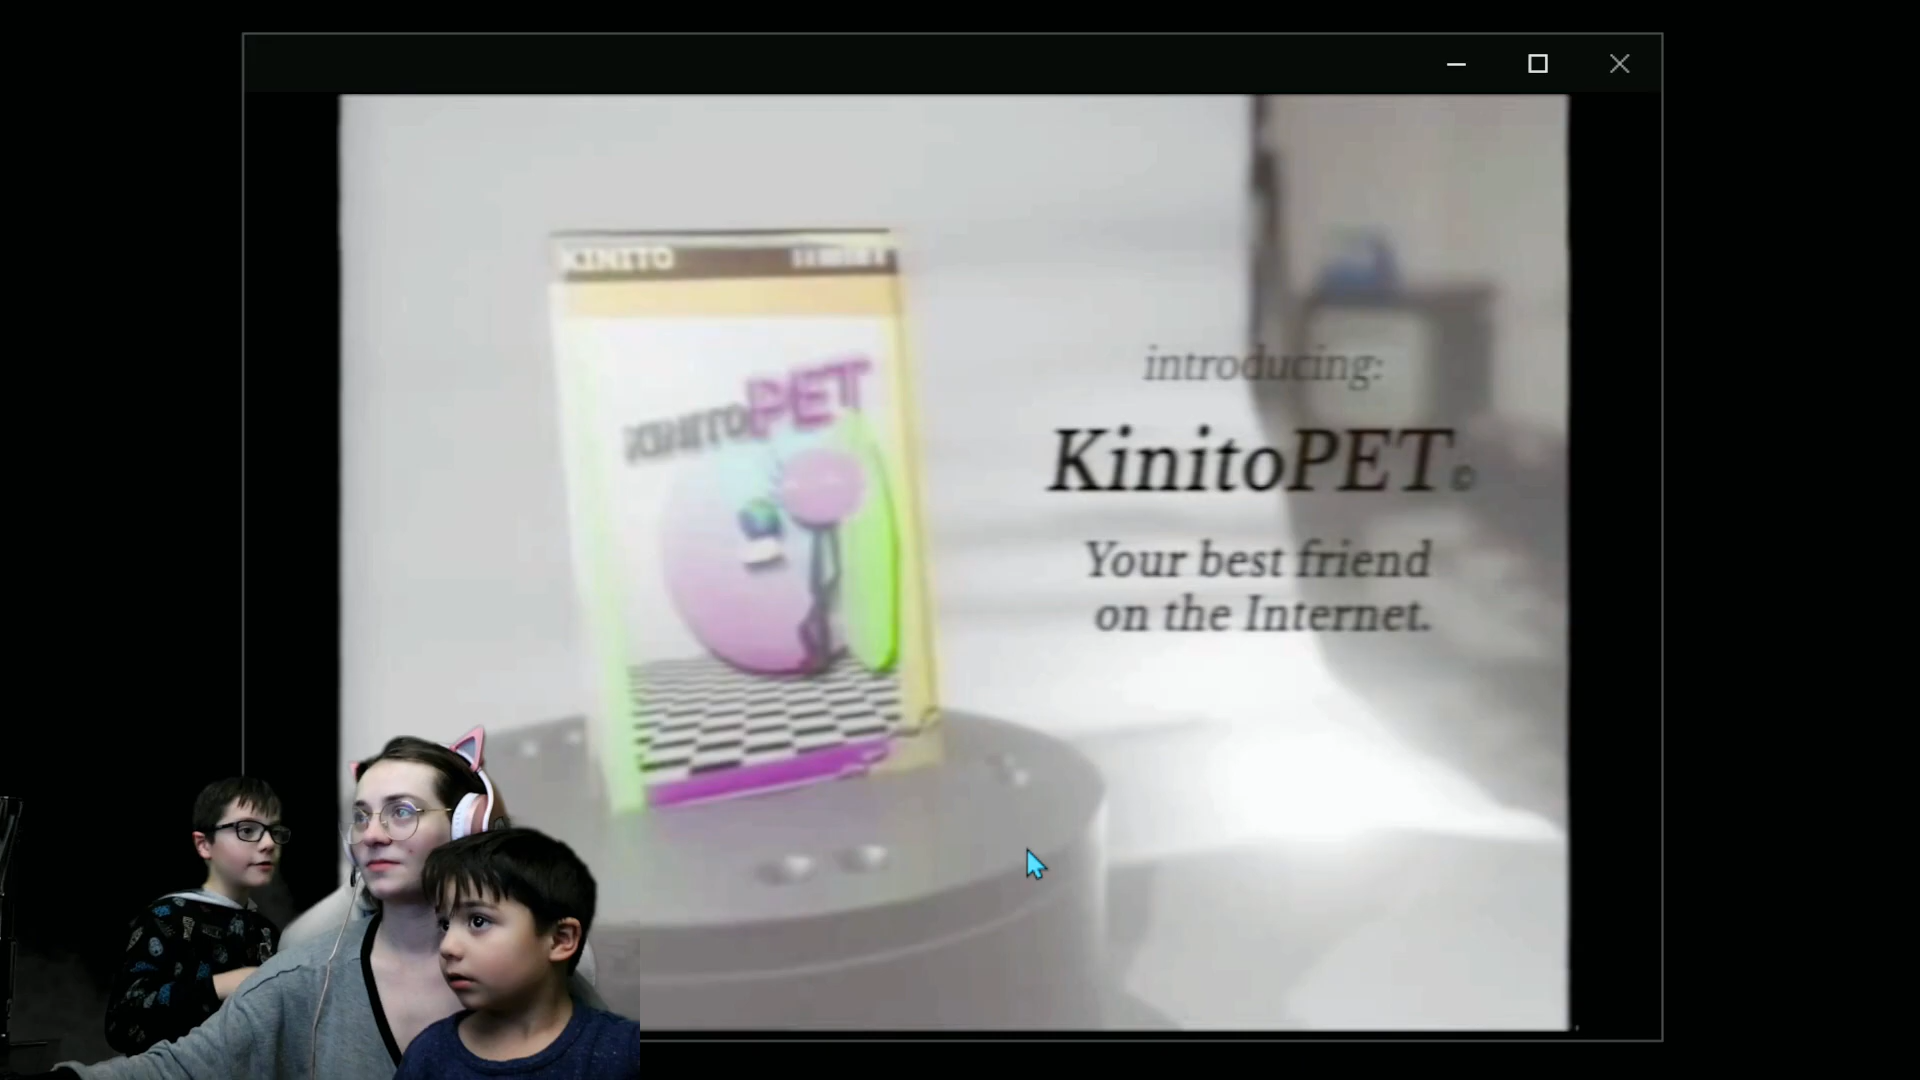 KINITO
KINITOPET
introducing:
KinitoPET©
Your best friend
on the Internet.